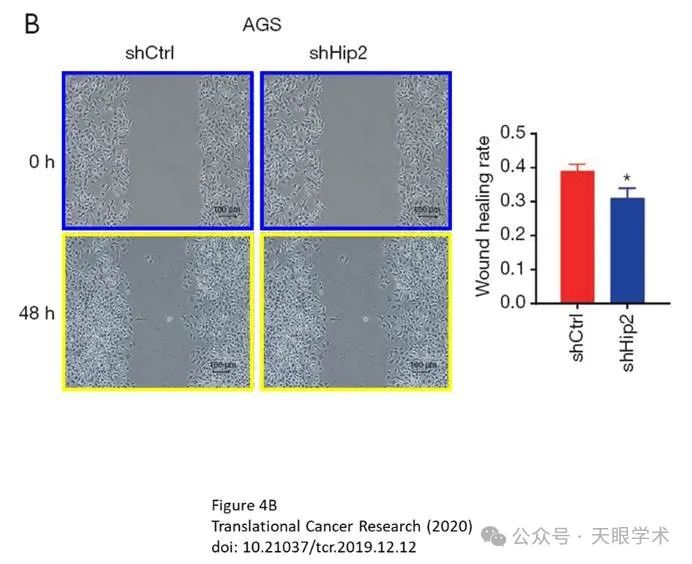 B
AGS
shCtrl
shHip2
0 h
100 μm
100 μm
48 h
100 μm
100 μm
Wound healing rate
0.5
0.4
0.3
0.2
0.1
0.0
*
shCtrl
shHip2
Figure 4B
Translational Cancer Research (2020)
doi: 10.21037/tcr.2019.12.12
公众号 · 天眼学术